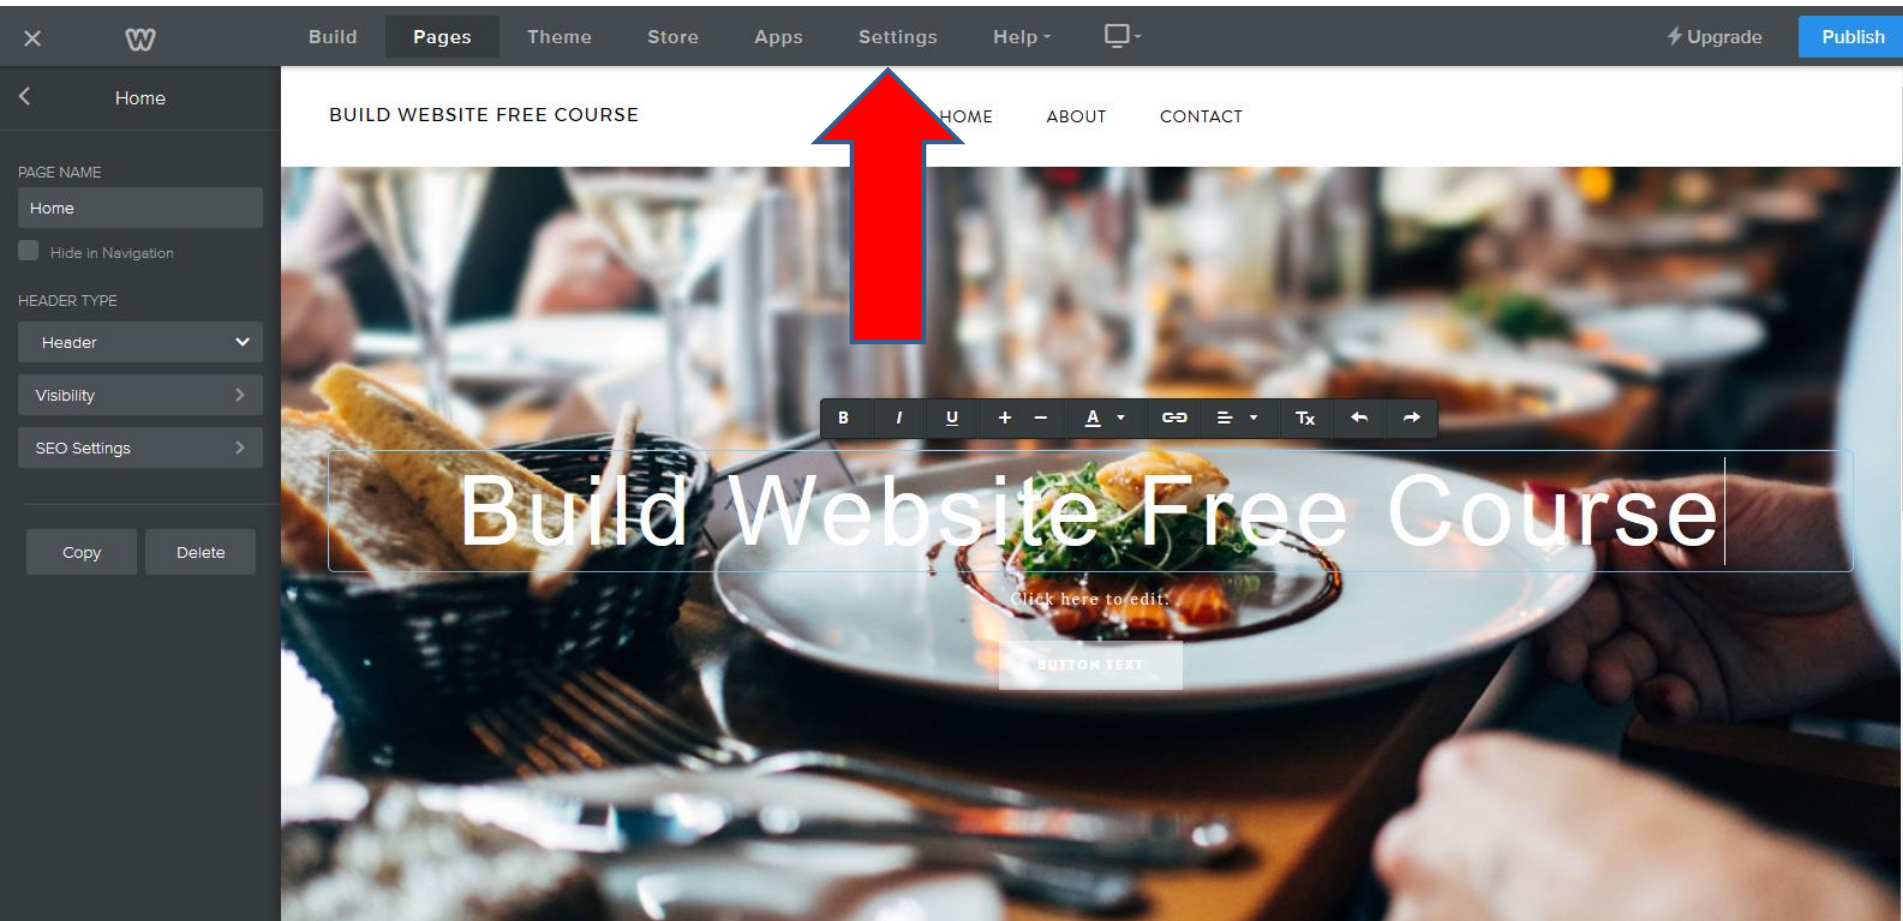 Build Pages Theme Store Apps Settings Help Upgrade Publish
Home
BUILD WEBSITE FREE COURSE
HOME ABOUT CONTACT
PAGE NAME
Home
Hide in Navigation
HEADER TYPE
Header
Visibility
SEO Settings
Copy Delete
B I U + − A Tx
Build Website Free Course
Click here to edit.
BUTTON TEXT